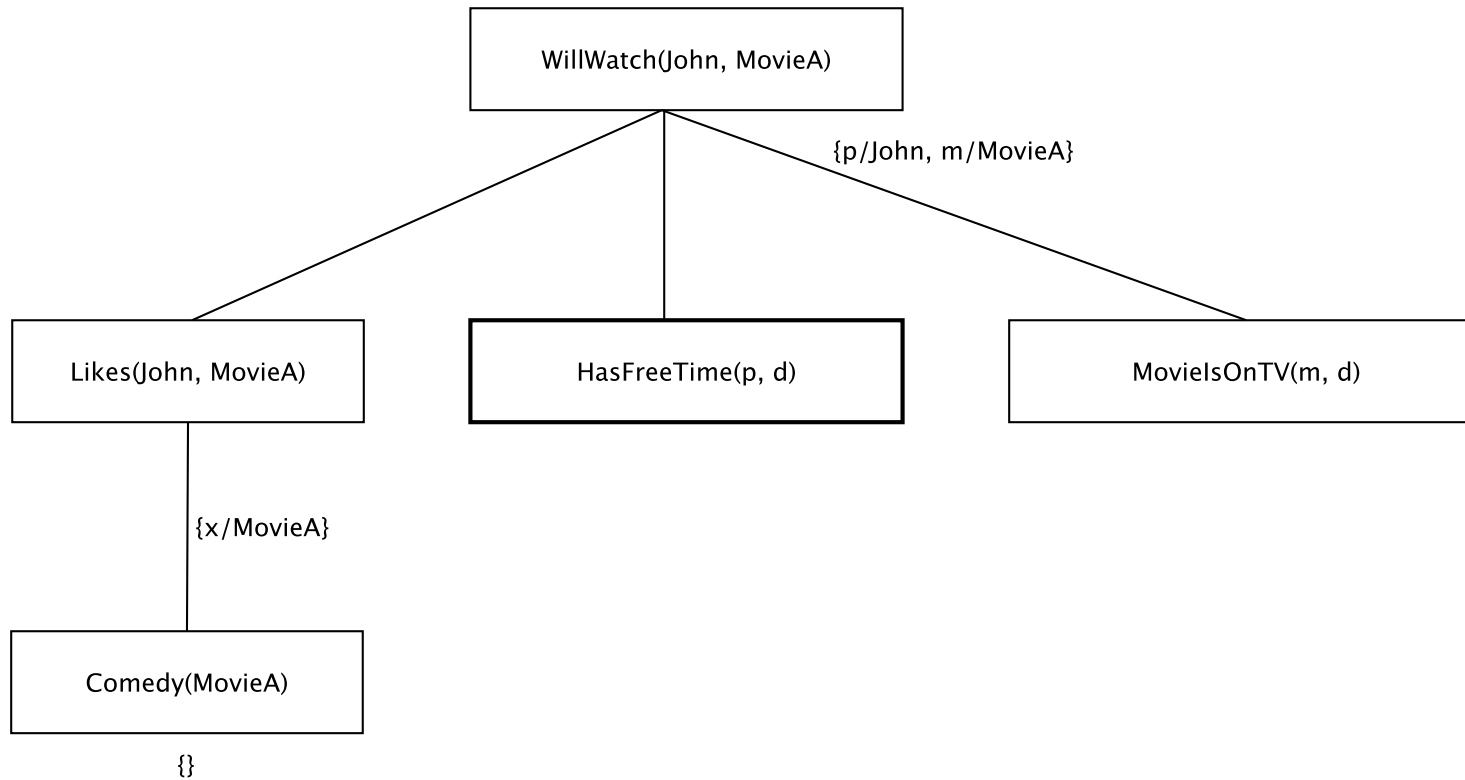 WillWatch(John, MovieA)
{p/John, m/MovieA}
Likes(John, MovieA)
HasFreeTime(p, d)
MovieIsOnTV(m, d)
{x/MovieA}
Comedy(MovieA)
{}